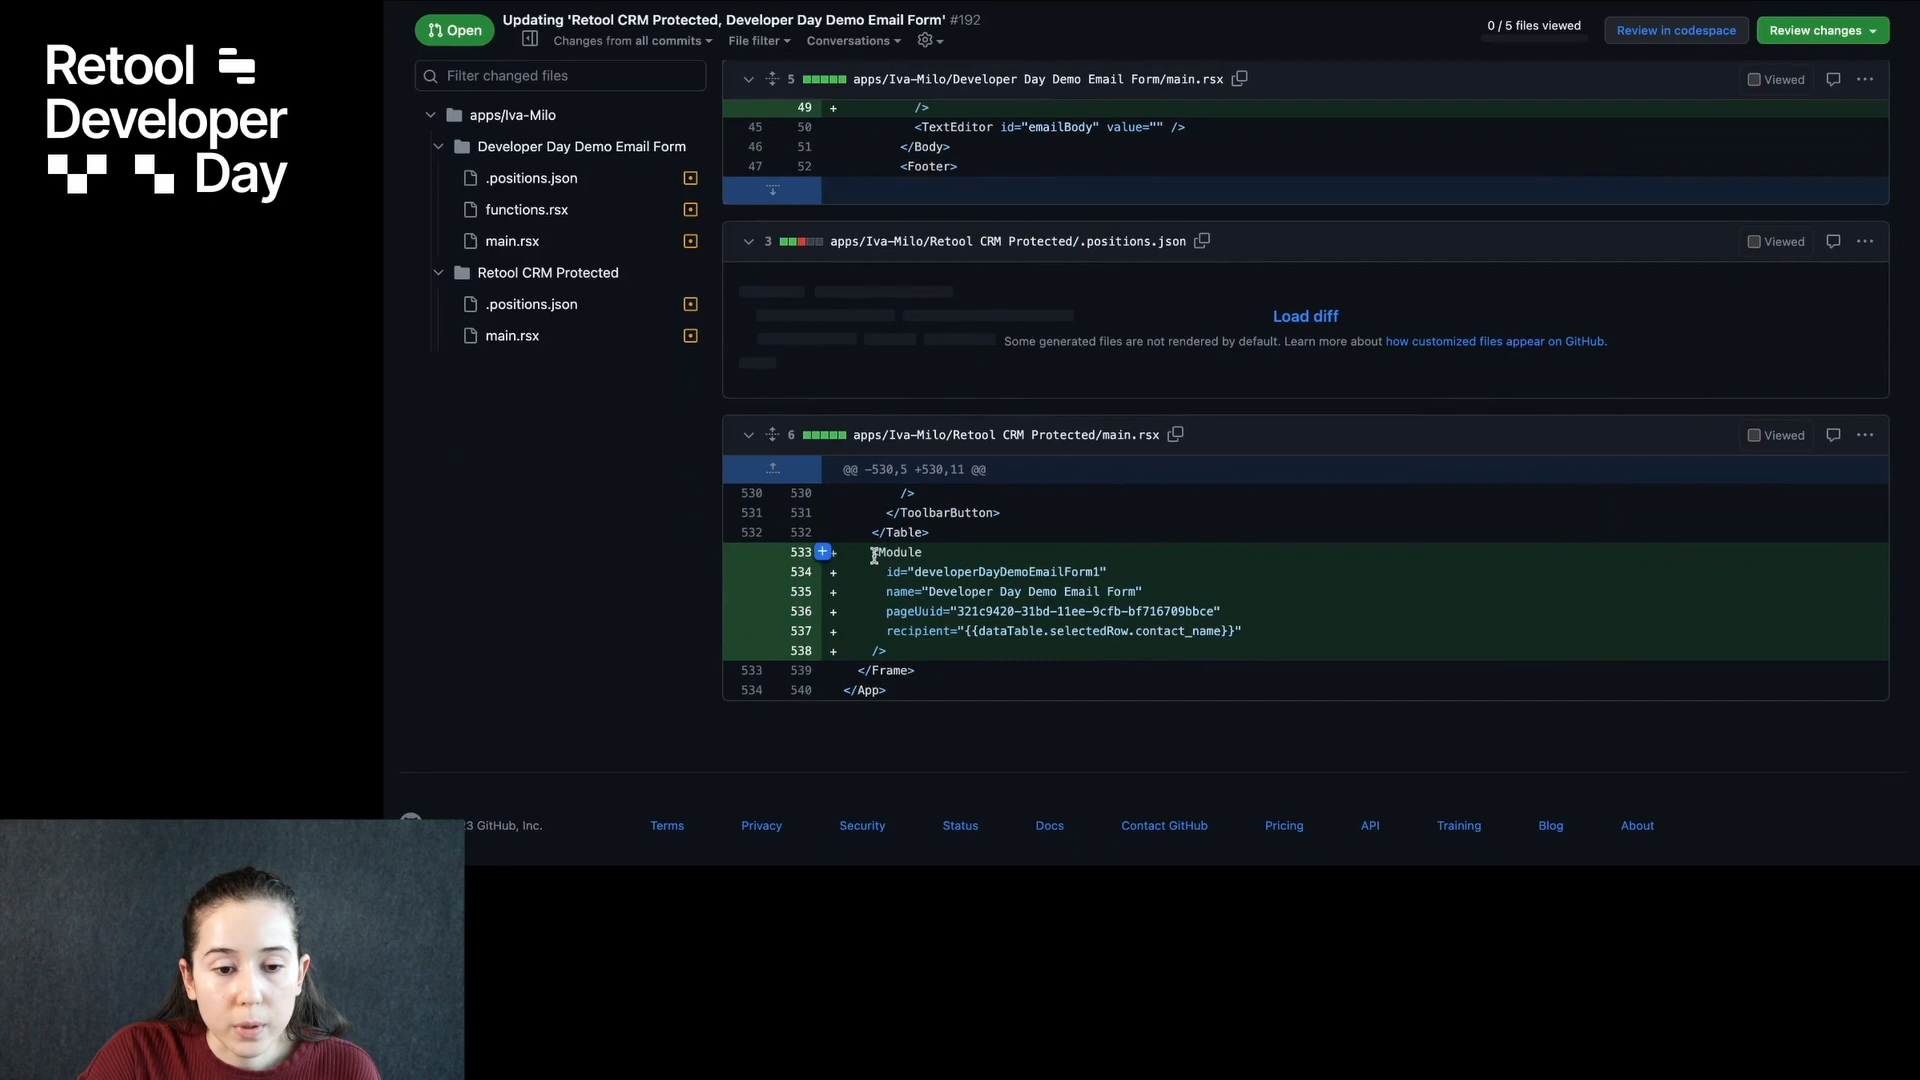 Retool
Developer
Day
Open
Updating 'Retool CRM Protected, Developer Day Demo Email Form' #192
Changes from all commits
File filter
Conversations
0 / 5 files viewed
Review in codespace
Review changes
Filter changed files
apps/Iva-Milo
Developer Day Demo Email Form
.positions.json
functions.rsx
main.rsx
Retool CRM Protected
.positions.json
main.rsx
5 apps/Iva-Milo/Developer Day Demo Email Form/main.rsx
Viewed
49 + />
45 50 <TextEditor id="emailBody" value="" />
46 51 </Body>
47 52 <Footer>
3 apps/Iva-Milo/Retool CRM Protected/.positions.json
Viewed
Load diff
Some generated files are not rendered by default. Learn more about how customized files appear on GitHub.
6 apps/Iva-Milo/Retool CRM Protected/main.rsx
Viewed
@@ -530,5 +530,11 @@
530 530 />
531 531 </ToolbarButton>
532 532 </Table>
533 + Module
534 + id="developerDayDemoEmailForm1"
535 + name="Developer Day Demo Email Form"
536 + pageUuid="321c9420-31bd-11ee-9cfb-bf716709bbce"
537 + recipient="{{dataTable.selectedRow.contact_name}}"
538 + />
533 539 </Frame>
534 540 </App>
3 GitHub, Inc.
Terms
Privacy
Security
Status
Docs
Contact GitHub
Pricing
API
Training
Blog
About